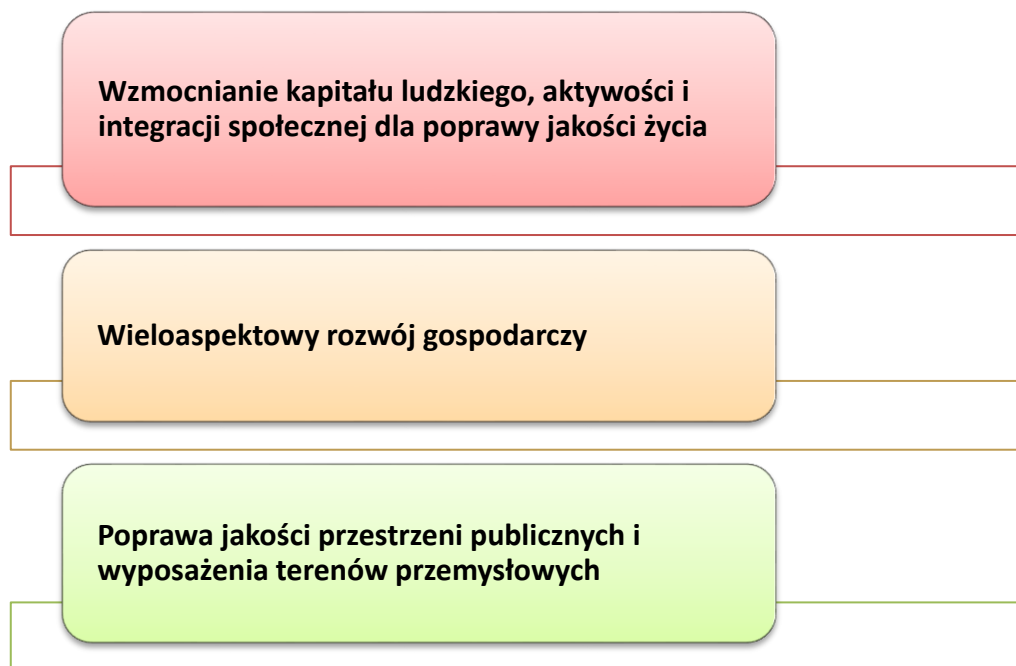 Wzmocnianie kapitału ludzkiego, aktywości i
integracji społecznej dla poprawy jakości życia
Wieloaspektowy rozwój gospodarczy
Poprawa jakości przestrzeni publicznych i
wyposażenia terenów przemysłowych